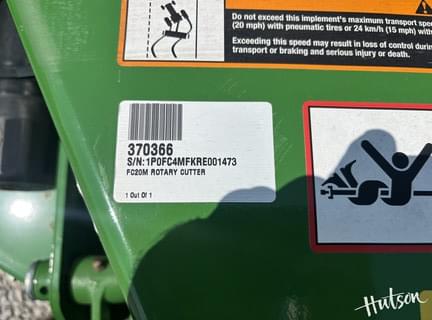 Do not exceed this implement's maximum transport spe
(20 mph) with pneumatic tires or 24 km/h (15 mph) with
Exceeding this speed may result in loss of control durin
transport or braking and serious injury or death.
370366
S/N:1P0FC4MFKRE001473
FC20M ROTARY CUTTER
1 Out Of 1
Hutson